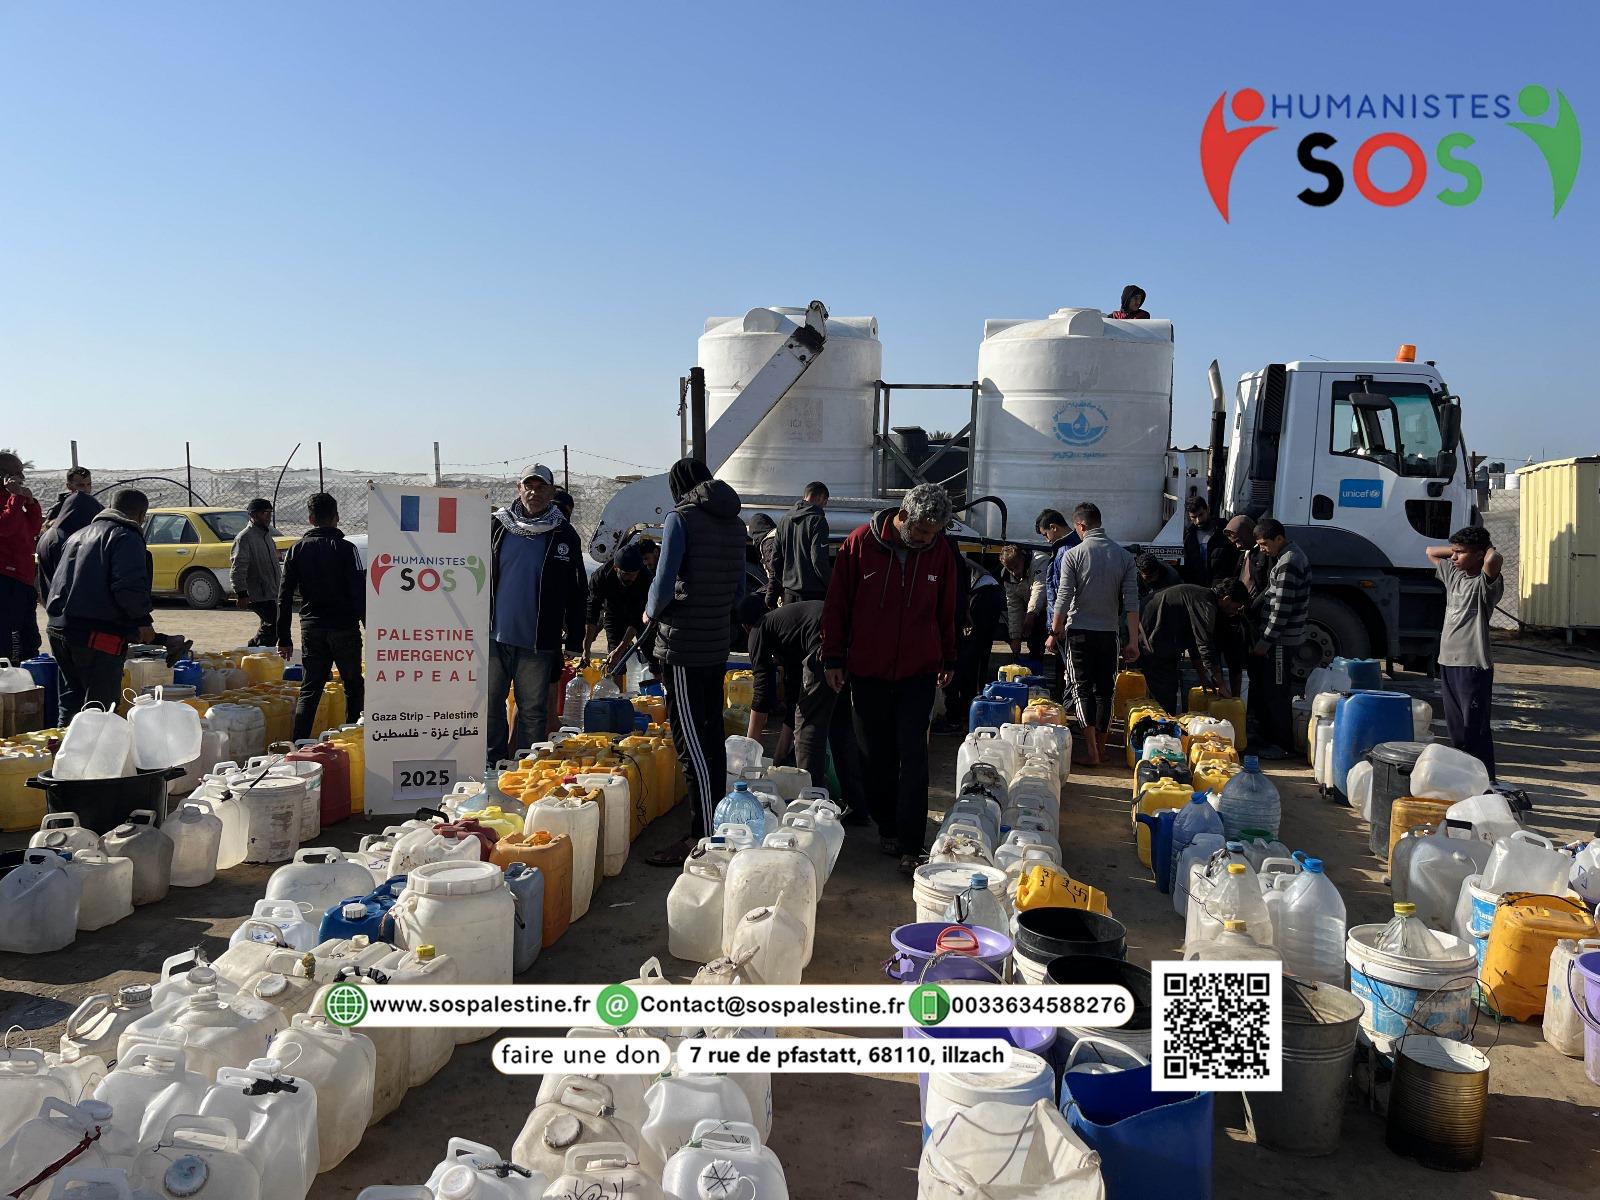 HUMANISTES
SOS
unicef
HUMANISTES
SOS
PALESTINE
EMERGENCY
APPEAL
Gaza Strip - Palestine
قطاع غزة - فلسطين
2025
www.sospalestine.fr
Contact@sospalestine.fr
0033634588276
faire une don
7 rue de pfastatt, 68110, illzach